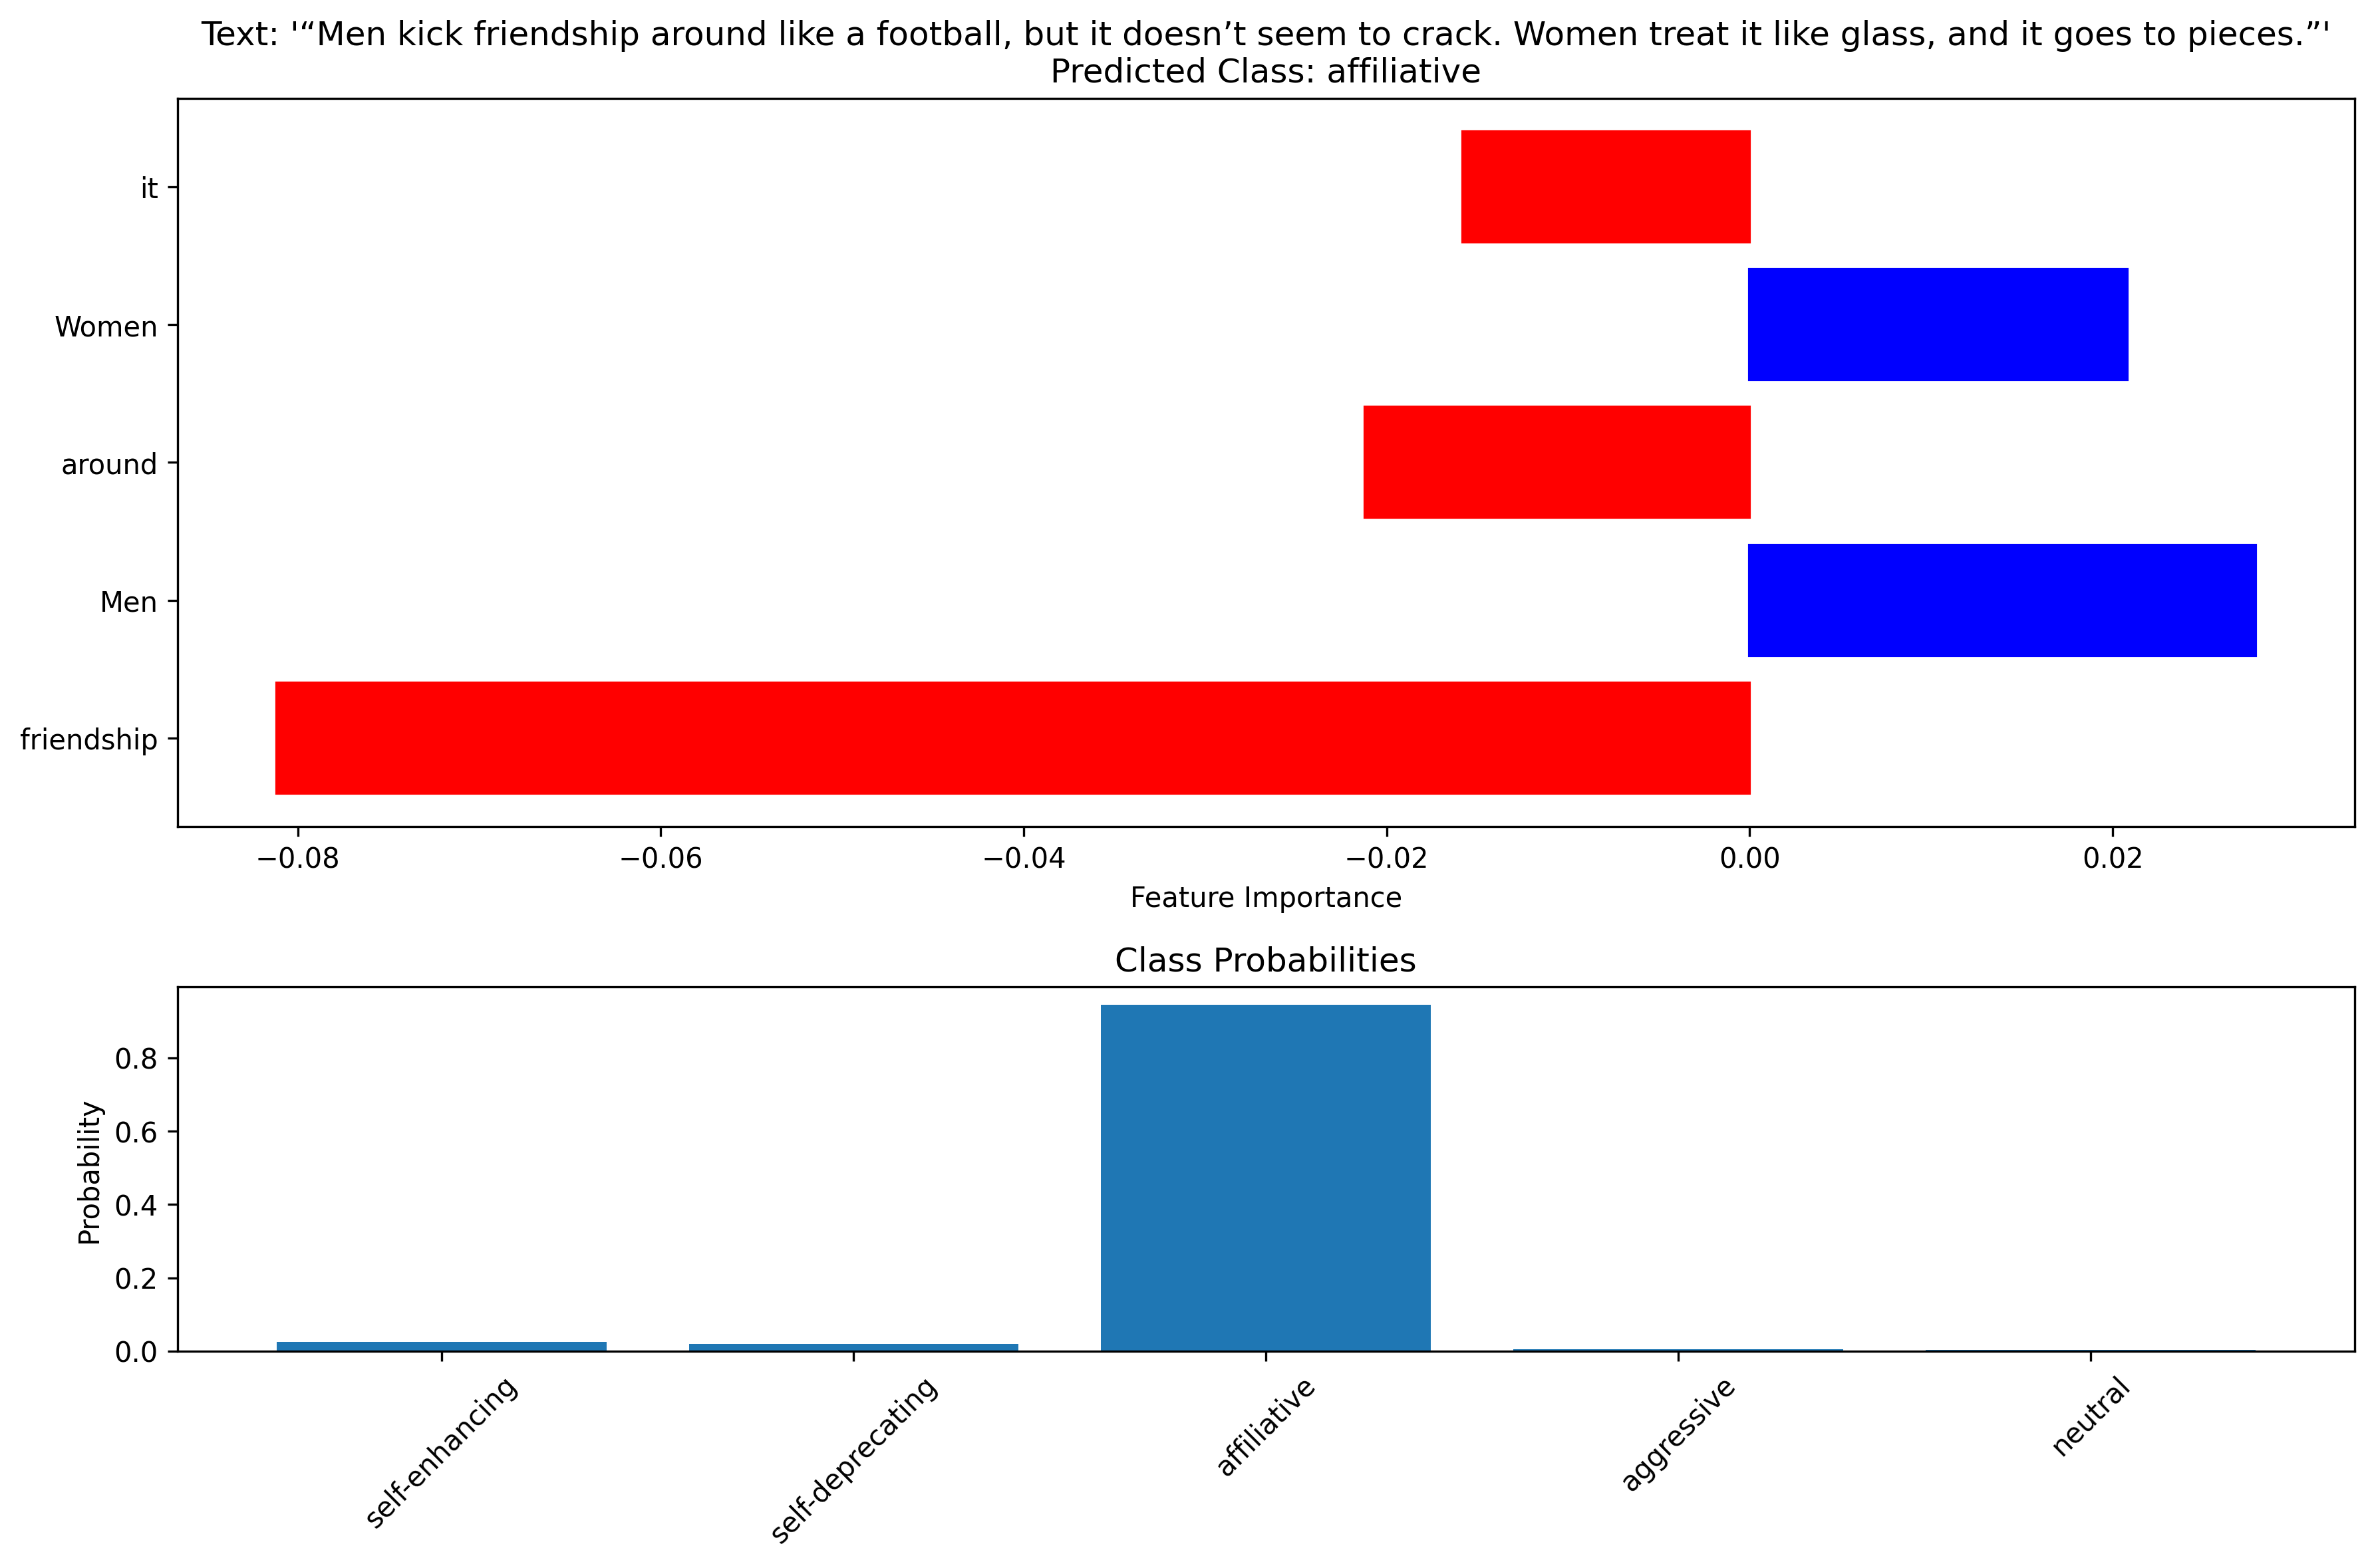 Text: '“Men kick friendship around like a football, but it doesn’t seem to crack. Women treat it like glass, and it goes to pieces.”'
Predicted Class: affiliative
it
Women
around
Men
friendship
−0.08
−0.06
−0.04
−0.02
0.00
0.02
Feature Importance
Class Probabilities
Probability
0.8
0.6
0.4
0.2
0.0
self-enhancing
self-deprecating
affiliative
aggressive
neutral